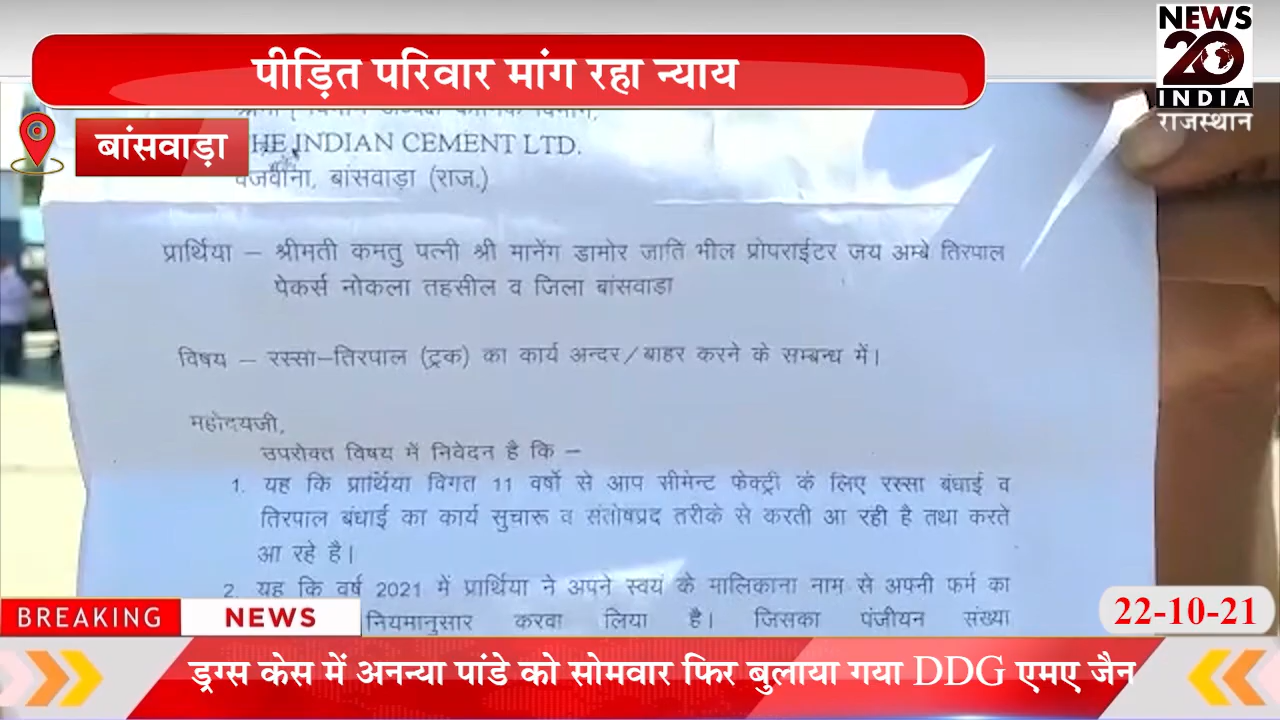 पीड़ित परिवार मांग रहा न्याय
NEWS
20
INDIA
राजस्थान
बांसवाड़ा
HE INDIAN CEMENT LTD.
वजवाना, बांसवाड़ा (राज.)
प्रार्थिया – श्रीमती कमतु पत्नी श्री मानेंग डामोर जाति भील प्रोपराईटर जय अम्बे तिरपाल
पेकर्स नोकला तहसील व जिला बांसवाड़ा
विषय – रस्सा–तिरपाल (ट्रक) का कार्य अन्दर/बाहर करने के सम्बन्ध में।
महोदयजी,
उपरोक्त विषय में निवेदन है कि –
1. यह कि प्रार्थिया विगत 11 वर्षो से आप सीमेन्ट फेक्ट्री के लिए रस्सा बंधाई व
तिरपाल बंधाई का कार्य सुचारू व संतोषप्रद तरीके से करती आ रही है तथा करते
आ रहे है।
2. यह कि वर्ष 2021 में प्रार्थिया ने अपने स्वयं के मालिकाना नाम से अपनी फर्म का
नियमानुसार करवा लिया है। जिसका पंजीयन संख्या
BREAKING NEWS
22-10-21
ड्रग्स केस में अनन्या पांडे को सोमवार फिर बुलाया गया DDG एमए जैन